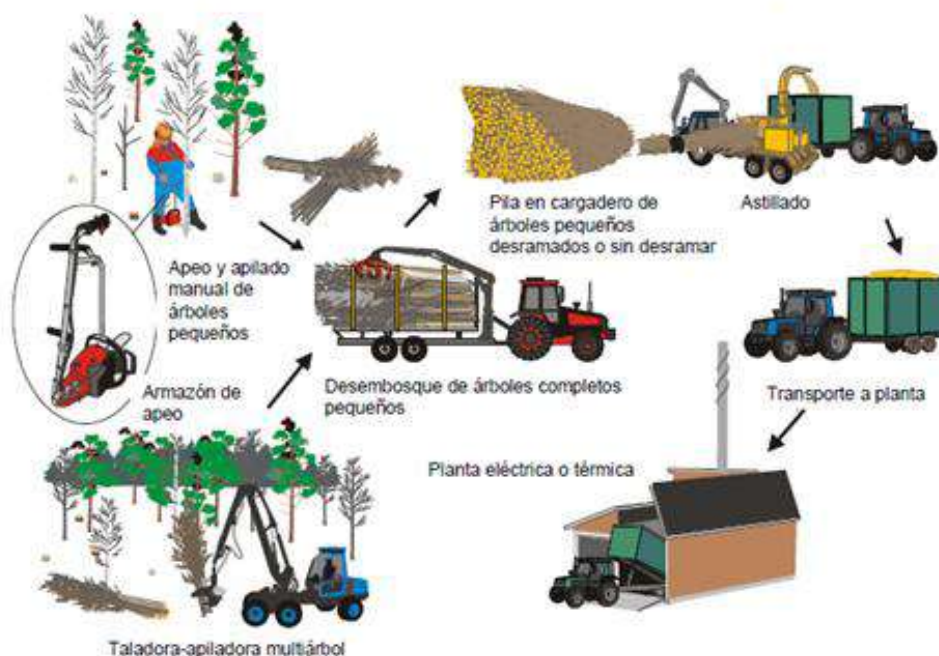 Pila en cargadero de
árboles pequeños
desramados o sin desramar
Astillado
Apeo y apilado
manual de
árboles
pequeños
Armazón de
apeo
Desembosque de árboles completos
pequeños
Transporte a planta
Planta eléctrica o térmica
Taladora-apiladora multiárbol